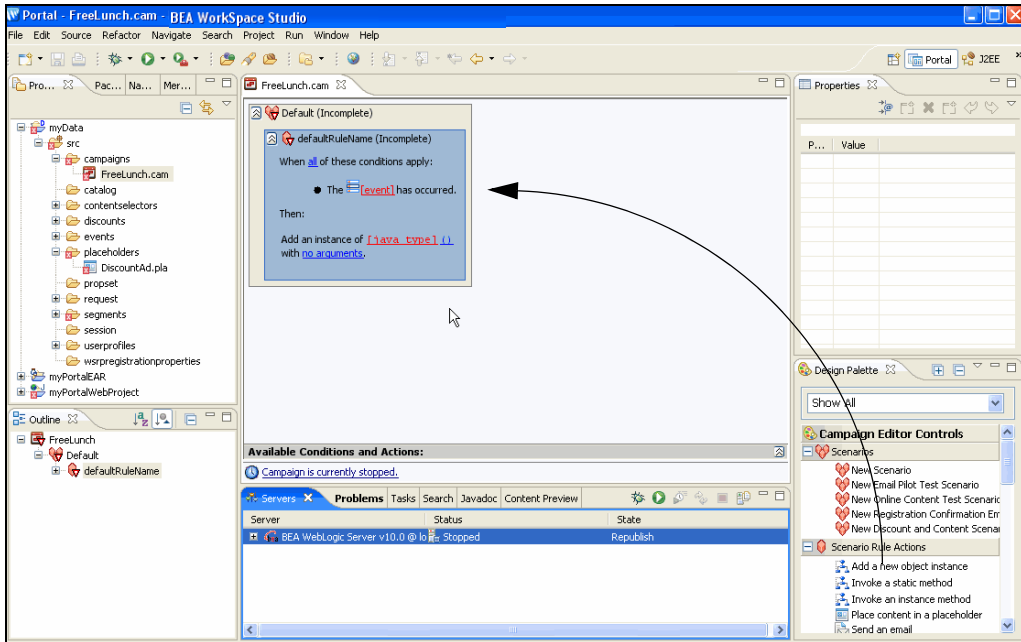 Portal - FreeLunch.cam - BEA WorkSpace Studio
File Edit Source Refactor Navigate Search Project Run Window Help
Portal J2EE
Pro... Pac... Na... Mer...
myData
src
campaigns
FreeLunch.cam
catalog
contentselectors
discounts
events
placeholders
DiscountAd.pla
propset
request
segments
session
userprofiles
wsrpregistrationproperties
myPortalEAR
myPortalWebProject
Outline
FreeLunch
Default
defaultRuleName
FreeLunch.cam
Default (Incomplete)
defaultRuleName (Incomplete)
When all of these conditions apply:
The [event] has occurred.
Then:
Add an instance of [java type] ()
with no arguments.
Available Conditions and Actions:
Campaign is currently stopped.
Servers Problems Tasks Search Javadoc Content Preview
Server Status State
BEA WebLogic Server v10.0 @ lo Stopped Republish
Properties
P... Value
Design Palette
Show All
Campaign Editor Controls
Scenarios
New Scenario
New Email Pilot Test Scenario
New Online Content Test Scenario
New Registration Confirmation Em
New Discount and Content Scenar
Scenario Rule Actions
Add a new object instance
Invoke a static method
Invoke an instance method
Place content in a placeholder
Send an email